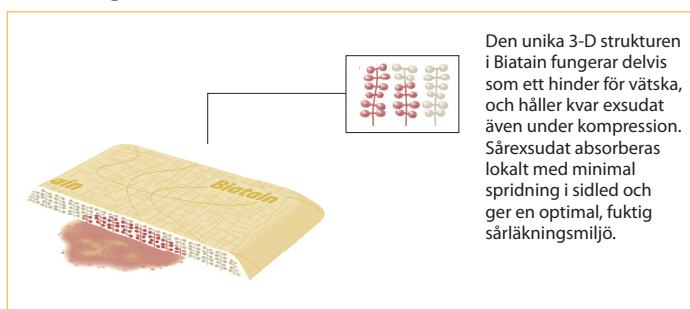 Den unika 3-D strukturen
i Biatain fungerar delvis
som ett hinder för vätska,
och håller kvar exsudat
även under kompression.
Sårexsudat absorberas
lokalt med minimal
spridning i sidled och
ger en optimal, fuktig
sårläkningsmiljö.
Biatain
ain